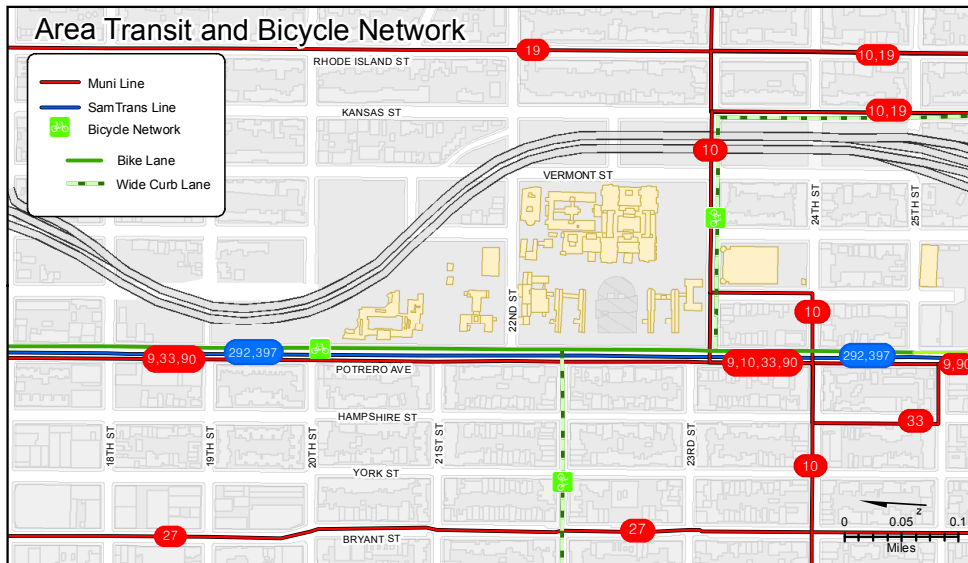 Area Transit and Bicycle Network
Muni Line
SamTrans Line
Bicycle Network
Bike Lane
Wide Curb Lane
19
10,19
RHODE ISLAND ST
KANSAS ST
10,19
10
VERMONT ST
24TH ST
25TH ST
22ND ST
10
9,33,90
292,397
9,10,33,90
292,397
9,90
POTRERO AVE
HAMPSHIRE ST
33
18TH ST
19TH ST
20TH ST
21ST ST
23RD ST
YORK ST
10
27
BRYANT ST
27
z
0 0.05 0.1
Miles